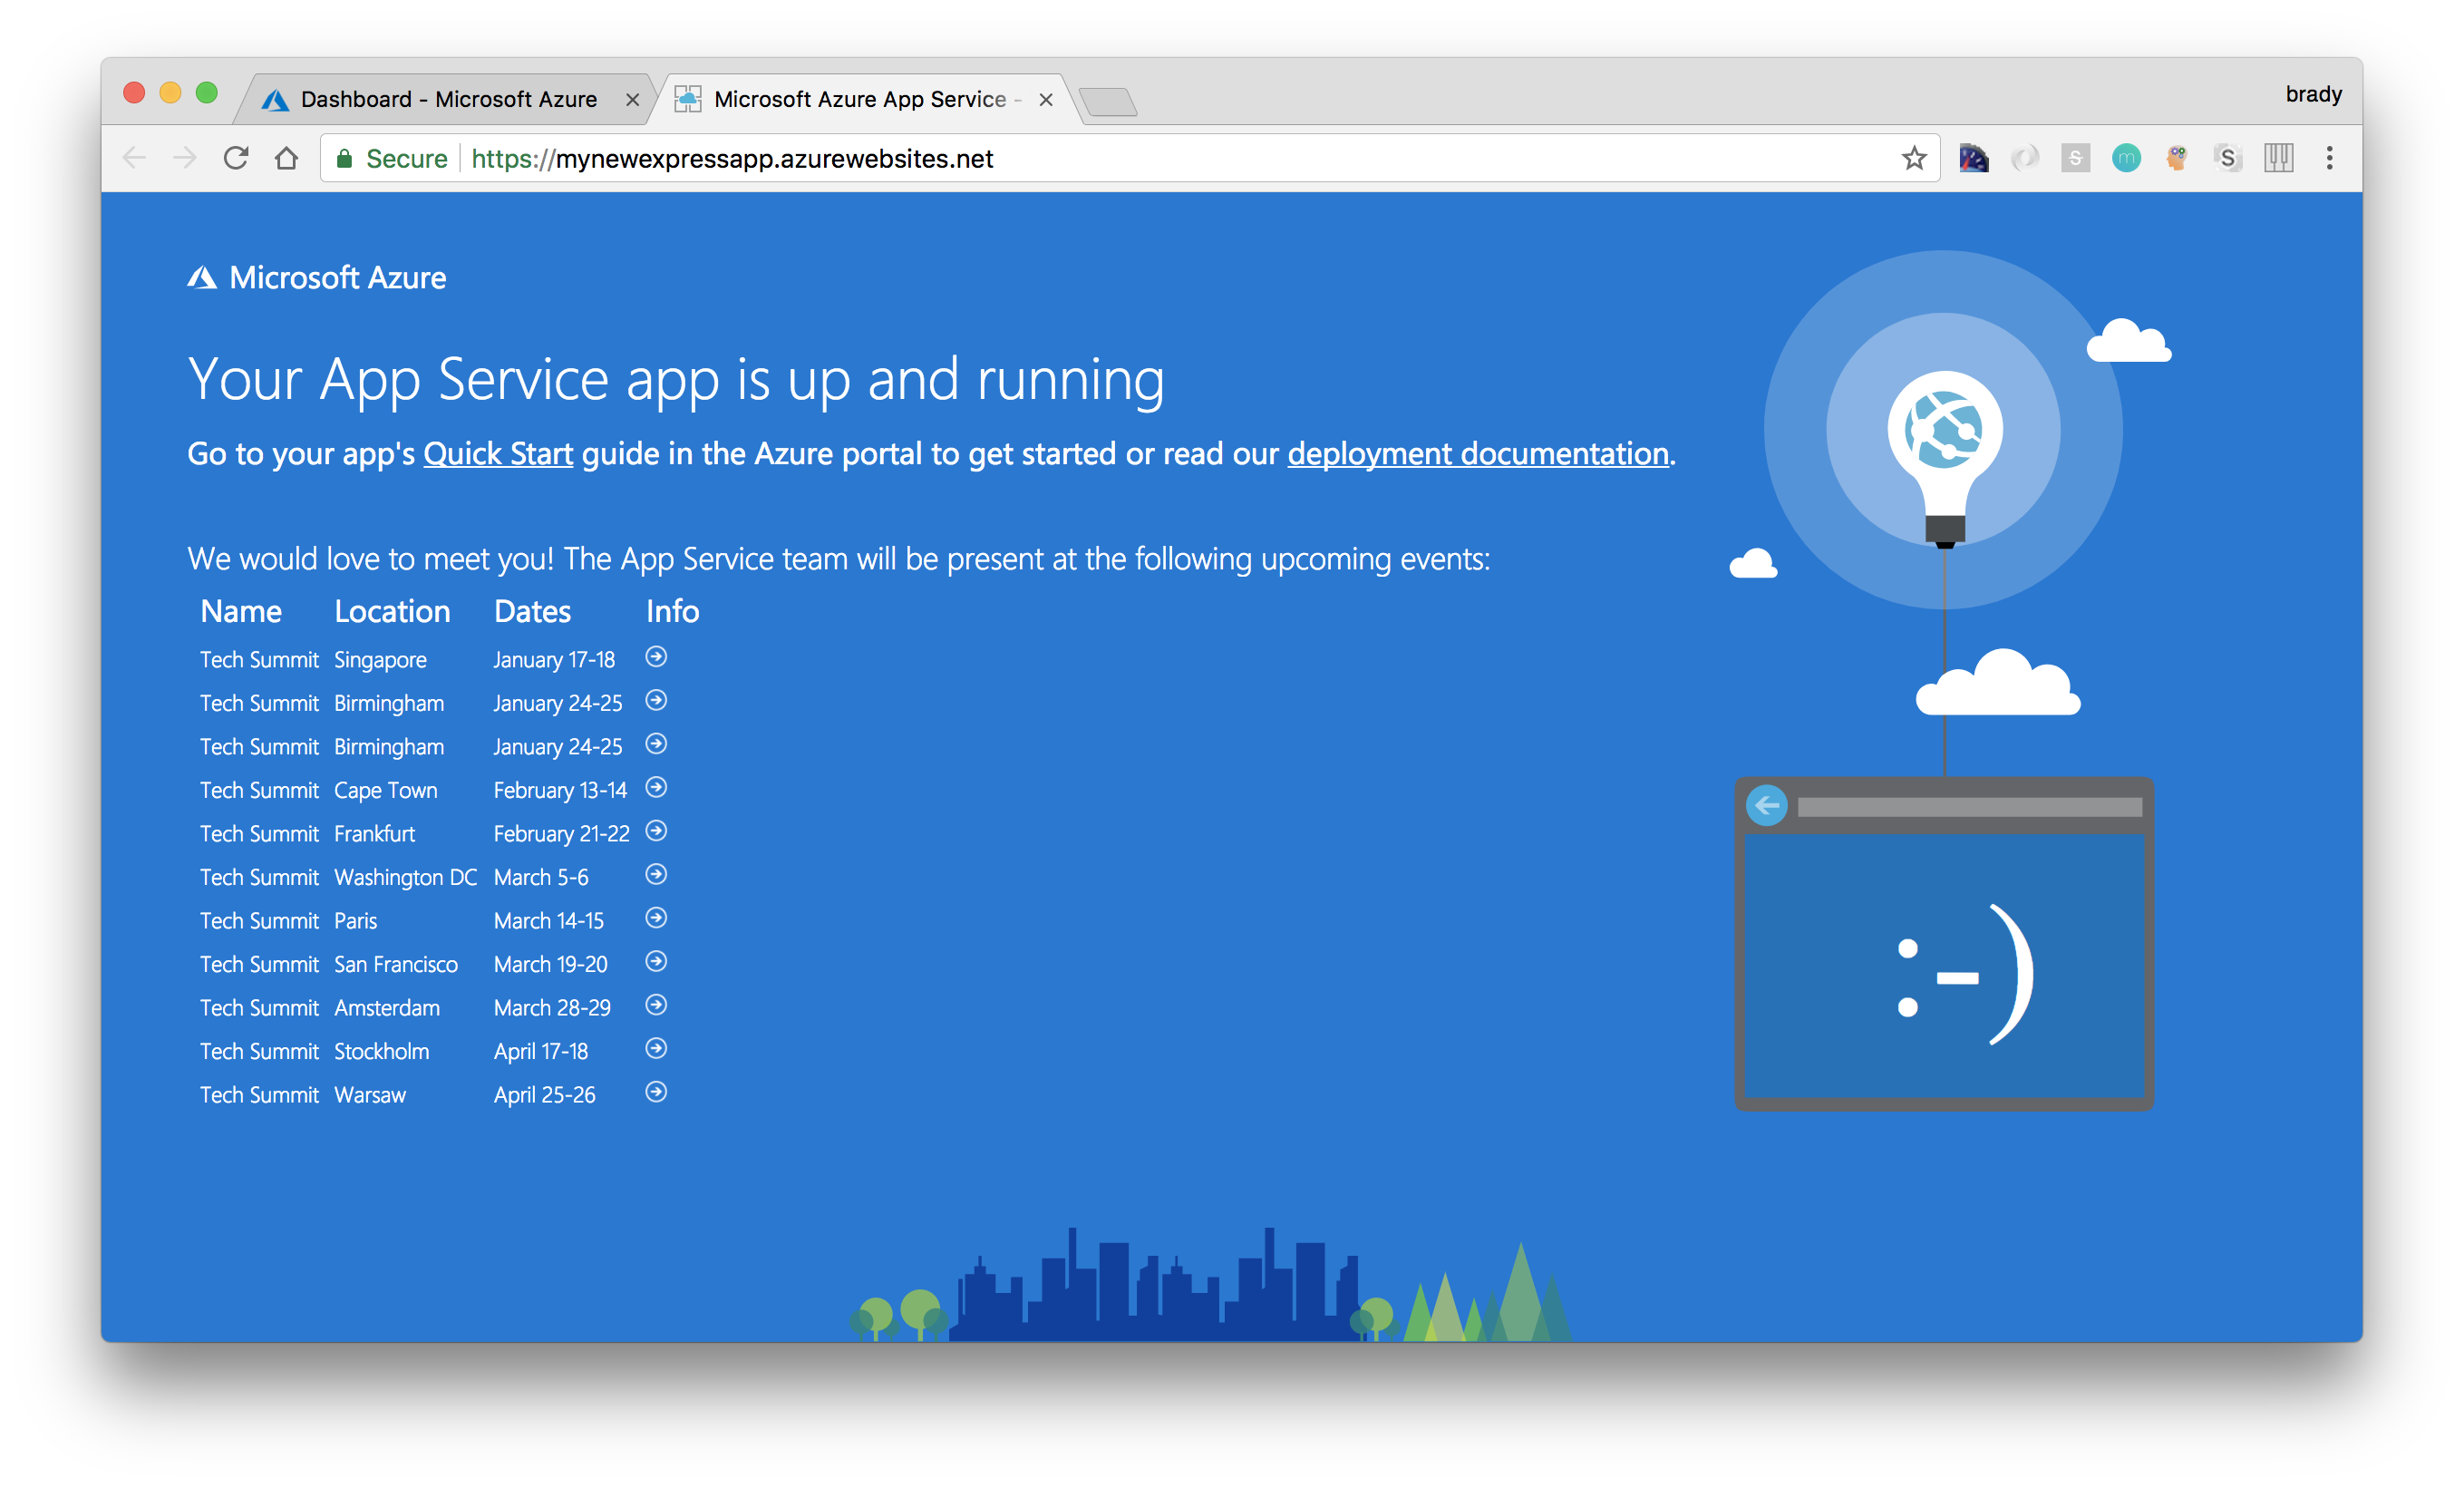 Dashboard - Microsoft Azure
Microsoft Azure App Service -
brady
Secure
https://mynewexpressapp.azurewebsites.net
S
m
S
Microsoft Azure
Your App Service app is up and running
Go to your app's Quick Start guide in the Azure portal to get started or read our deployment documentation.
We would love to meet you! The App Service team will be present at the following upcoming events:
Name Location Dates Info
Tech Summit Singapore January 17-18
Tech Summit Birmingham January 24-25
Tech Summit Birmingham January 24-25
Tech Summit Cape Town February 13-14
Tech Summit Frankfurt February 21-22
Tech Summit Washington DC March 5-6
Tech Summit Paris March 14-15
Tech Summit San Francisco March 19-20
Tech Summit Amsterdam March 28-29
Tech Summit Stockholm April 17-18
Tech Summit Warsaw April 25-26
:-)